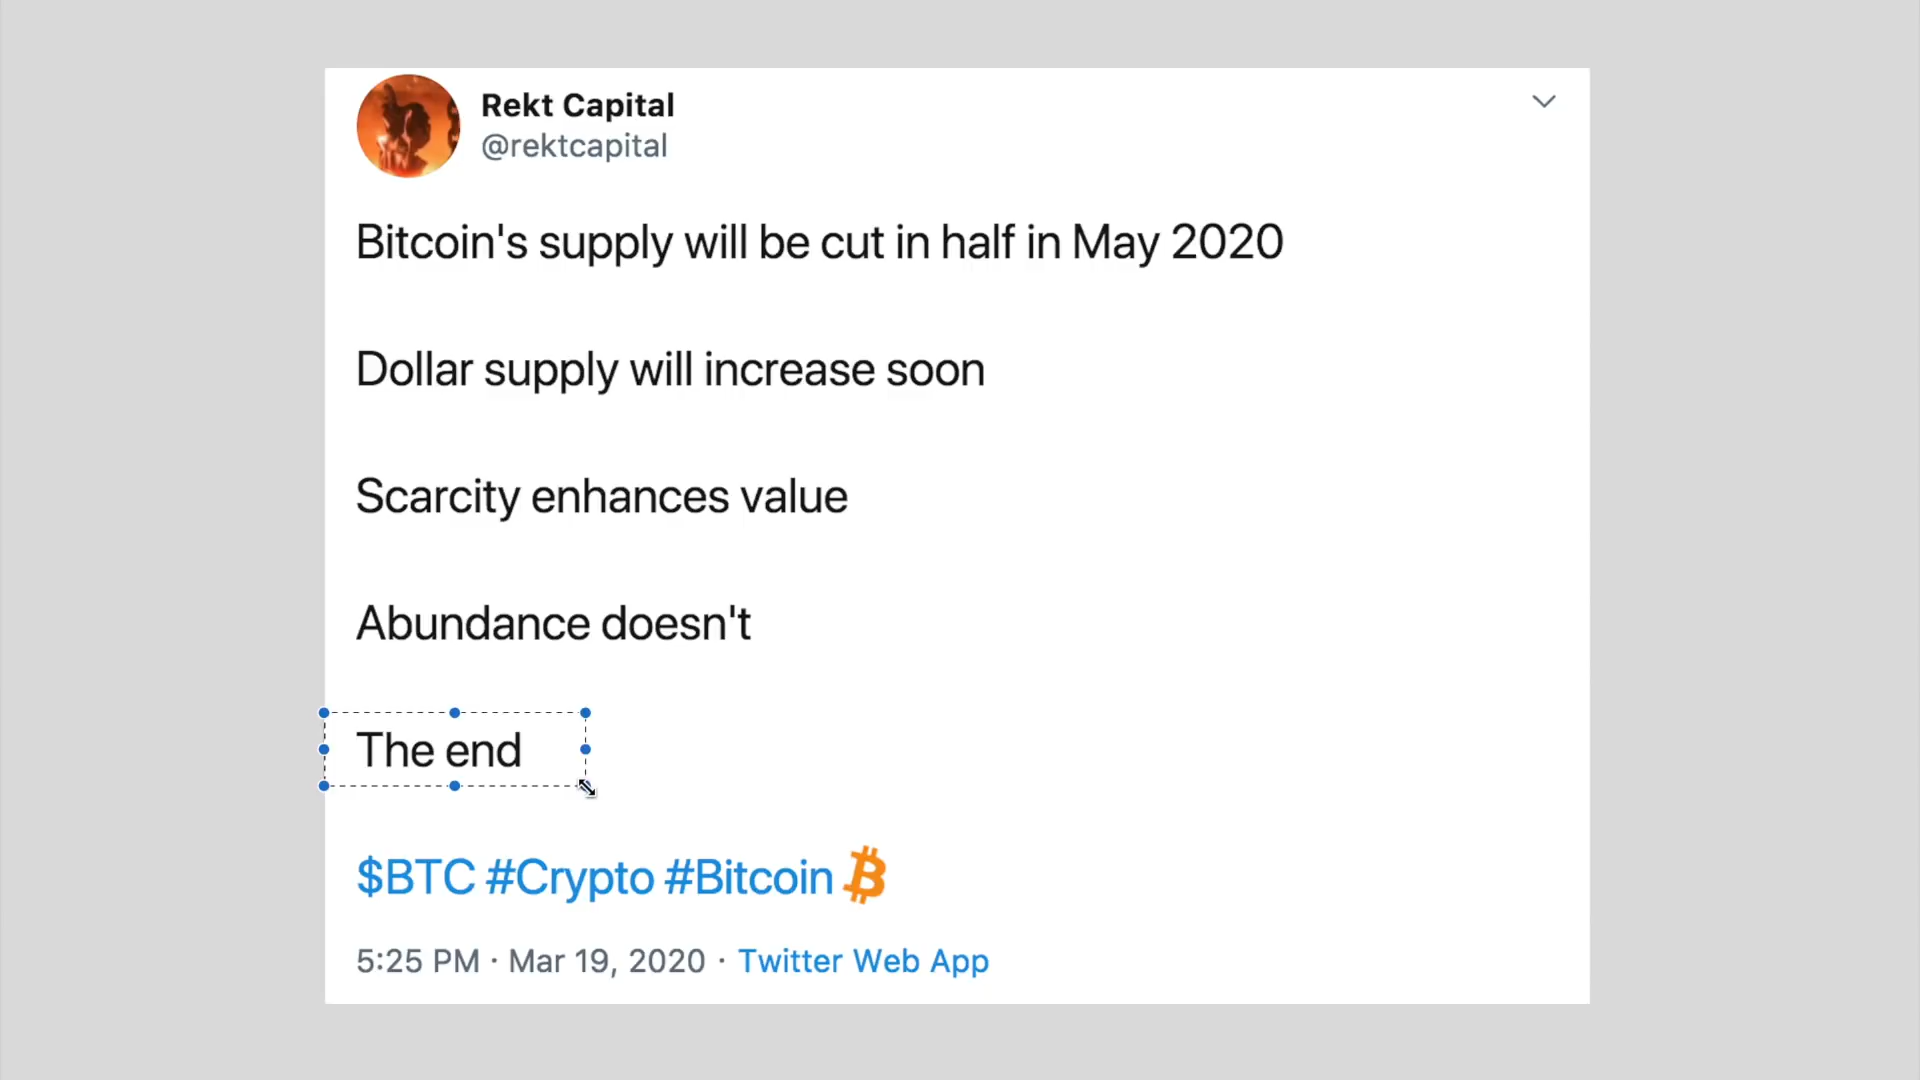 Rekt Capital
@rektcapital
Bitcoin's supply will be cut in half in May 2020
Dollar supply will increase soon
Scarcity enhances value
Abundance doesn't
The end
$BTC #Crypto #Bitcoin
5:25 PM · Mar 19, 2020 · Twitter Web App